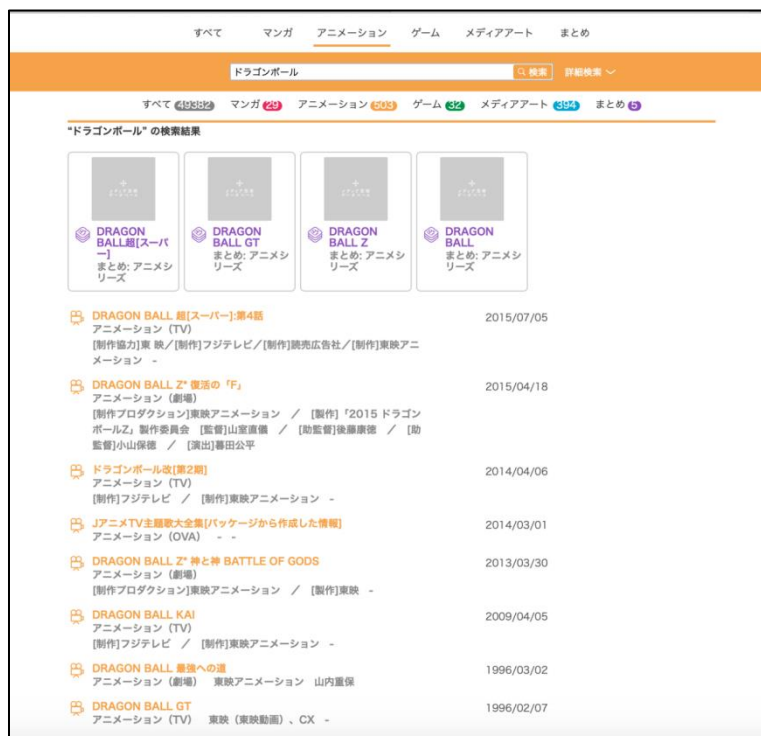 すべて マンガ アニメーション ゲーム メディアアート まとめ
ドラゴンボール 検索 詳細検索
すべて 49382 マンガ 29 アニメーション 503 ゲーム 32 メディアアート 394 まとめ 5
"ドラゴンボール" の検索結果
DRAGON
BALL超[スーパ
ー]
まとめ: アニメシ
リーズ
DRAGON
BALL GT
まとめ: アニメシ
リーズ
DRAGON
BALL Z
まとめ: アニメシ
リーズ
DRAGON
BALL
まとめ: アニメシ
リーズ
DRAGON BALL 超[スーパー]:第4話 2015/07/05
アニメーション（TV）
[制作協力]東 映／[制作]フジテレビ／[制作]読売広告社／[制作]東映アニ
メーション -
DRAGON BALL Z* 復活の「F」 2015/04/18
アニメーション（劇場）
[制作プロダクション]東映アニメーション ／ [製作]「2015 ドラゴン
ボールZ」製作委員会 [監督]山室直儀 ／ [助監督]後藤康徳 ／ [助
監督]小山保徳 ／ [演出]暮田公平
ドラゴンボール改[第2期] 2014/04/06
アニメーション（TV）
[制作]フジテレビ ／ [制作]東映アニメーション -
JアニメTV主題歌大全集[パッケージから作成した情報] 2014/03/01
アニメーション（OVA） - -
DRAGON BALL Z* 神と神 BATTLE OF GODS 2013/03/30
アニメーション（劇場）
[制作プロダクション]東映アニメーション ／ [製作]東映 -
DRAGON BALL KAI 2009/04/05
アニメーション（TV）
[制作]フジテレビ ／ [制作]東映アニメーション -
DRAGON BALL 最強への道 1996/03/02
アニメーション（劇場） 東映アニメーション 山内重保
DRAGON BALL GT 1996/02/07
アニメーション（TV） 東映（東映動画）、CX -